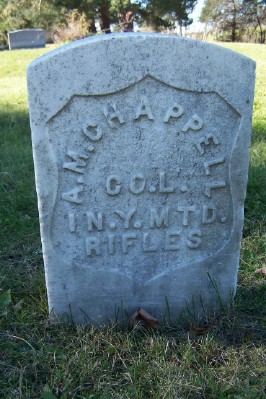 A.M. CHAPPELL
CO. L.
1 N.Y. MTD.
RIFLES